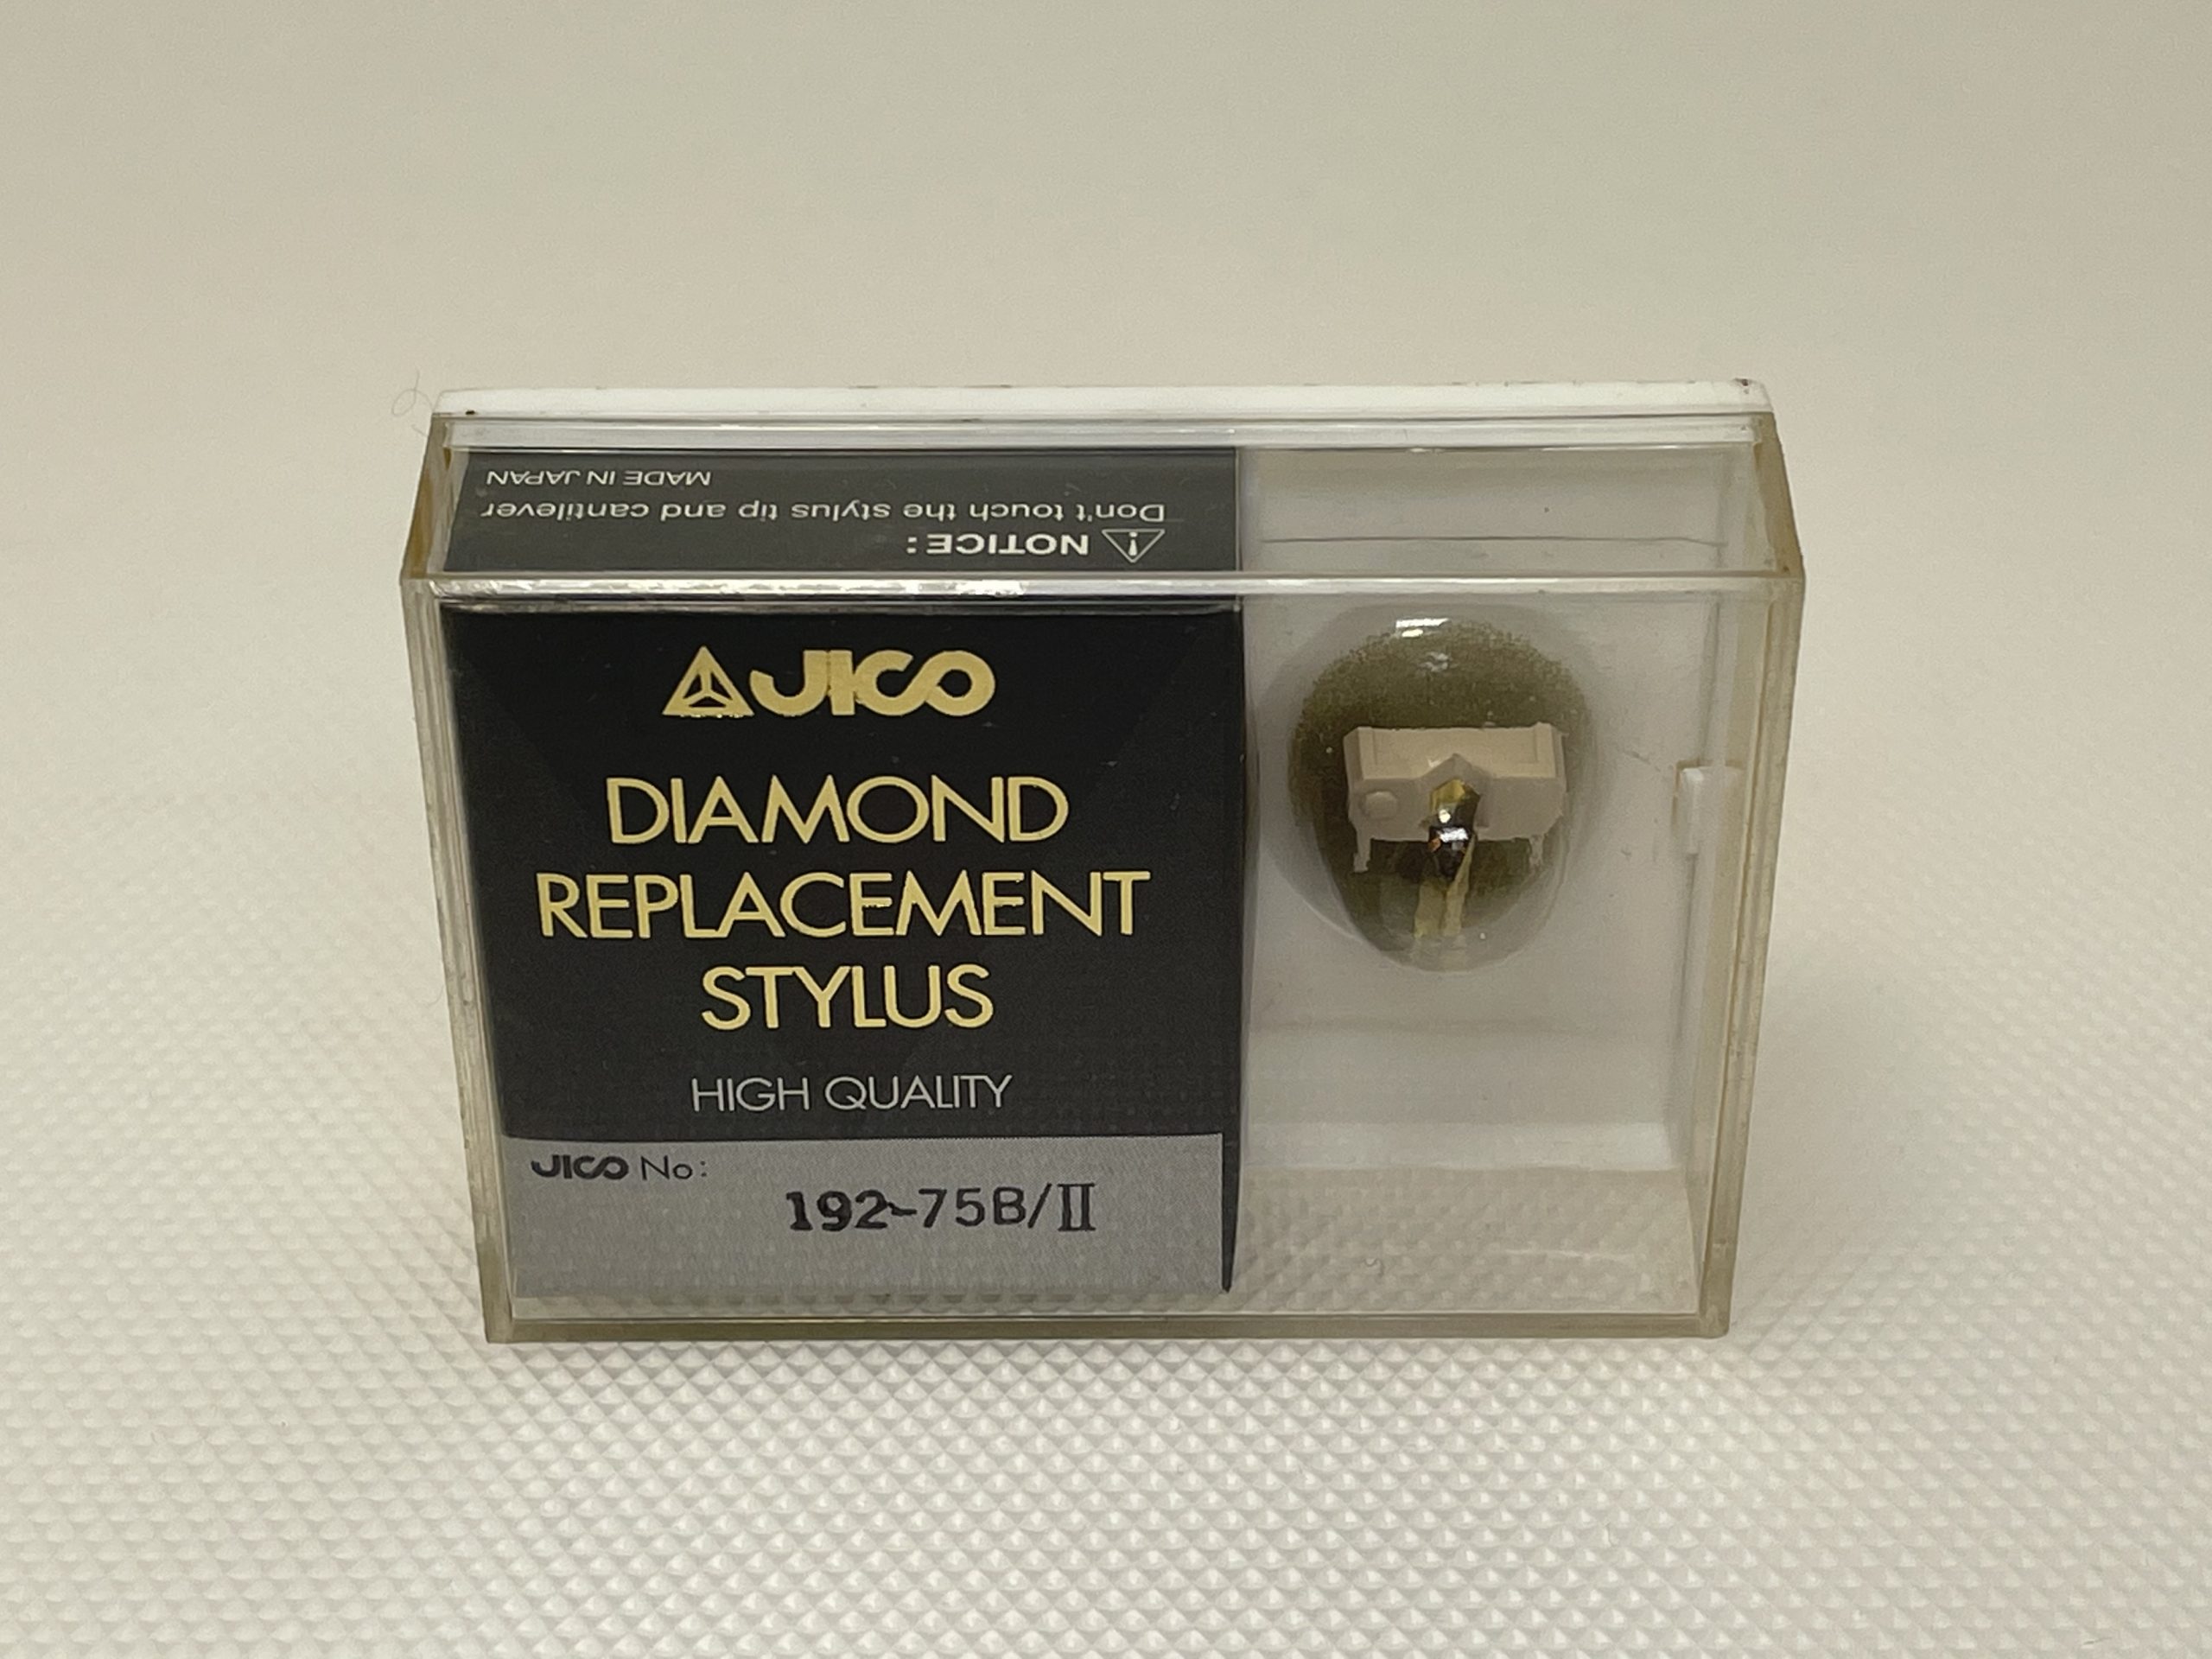 ⚠ NOTICE:
Don't touch the stylus tip and cantilever
MADE IN JAPAN
JICO
DIAMOND
REPLACEMENT
STYLUS
HIGH QUALITY
JICO No:
192-75B/II